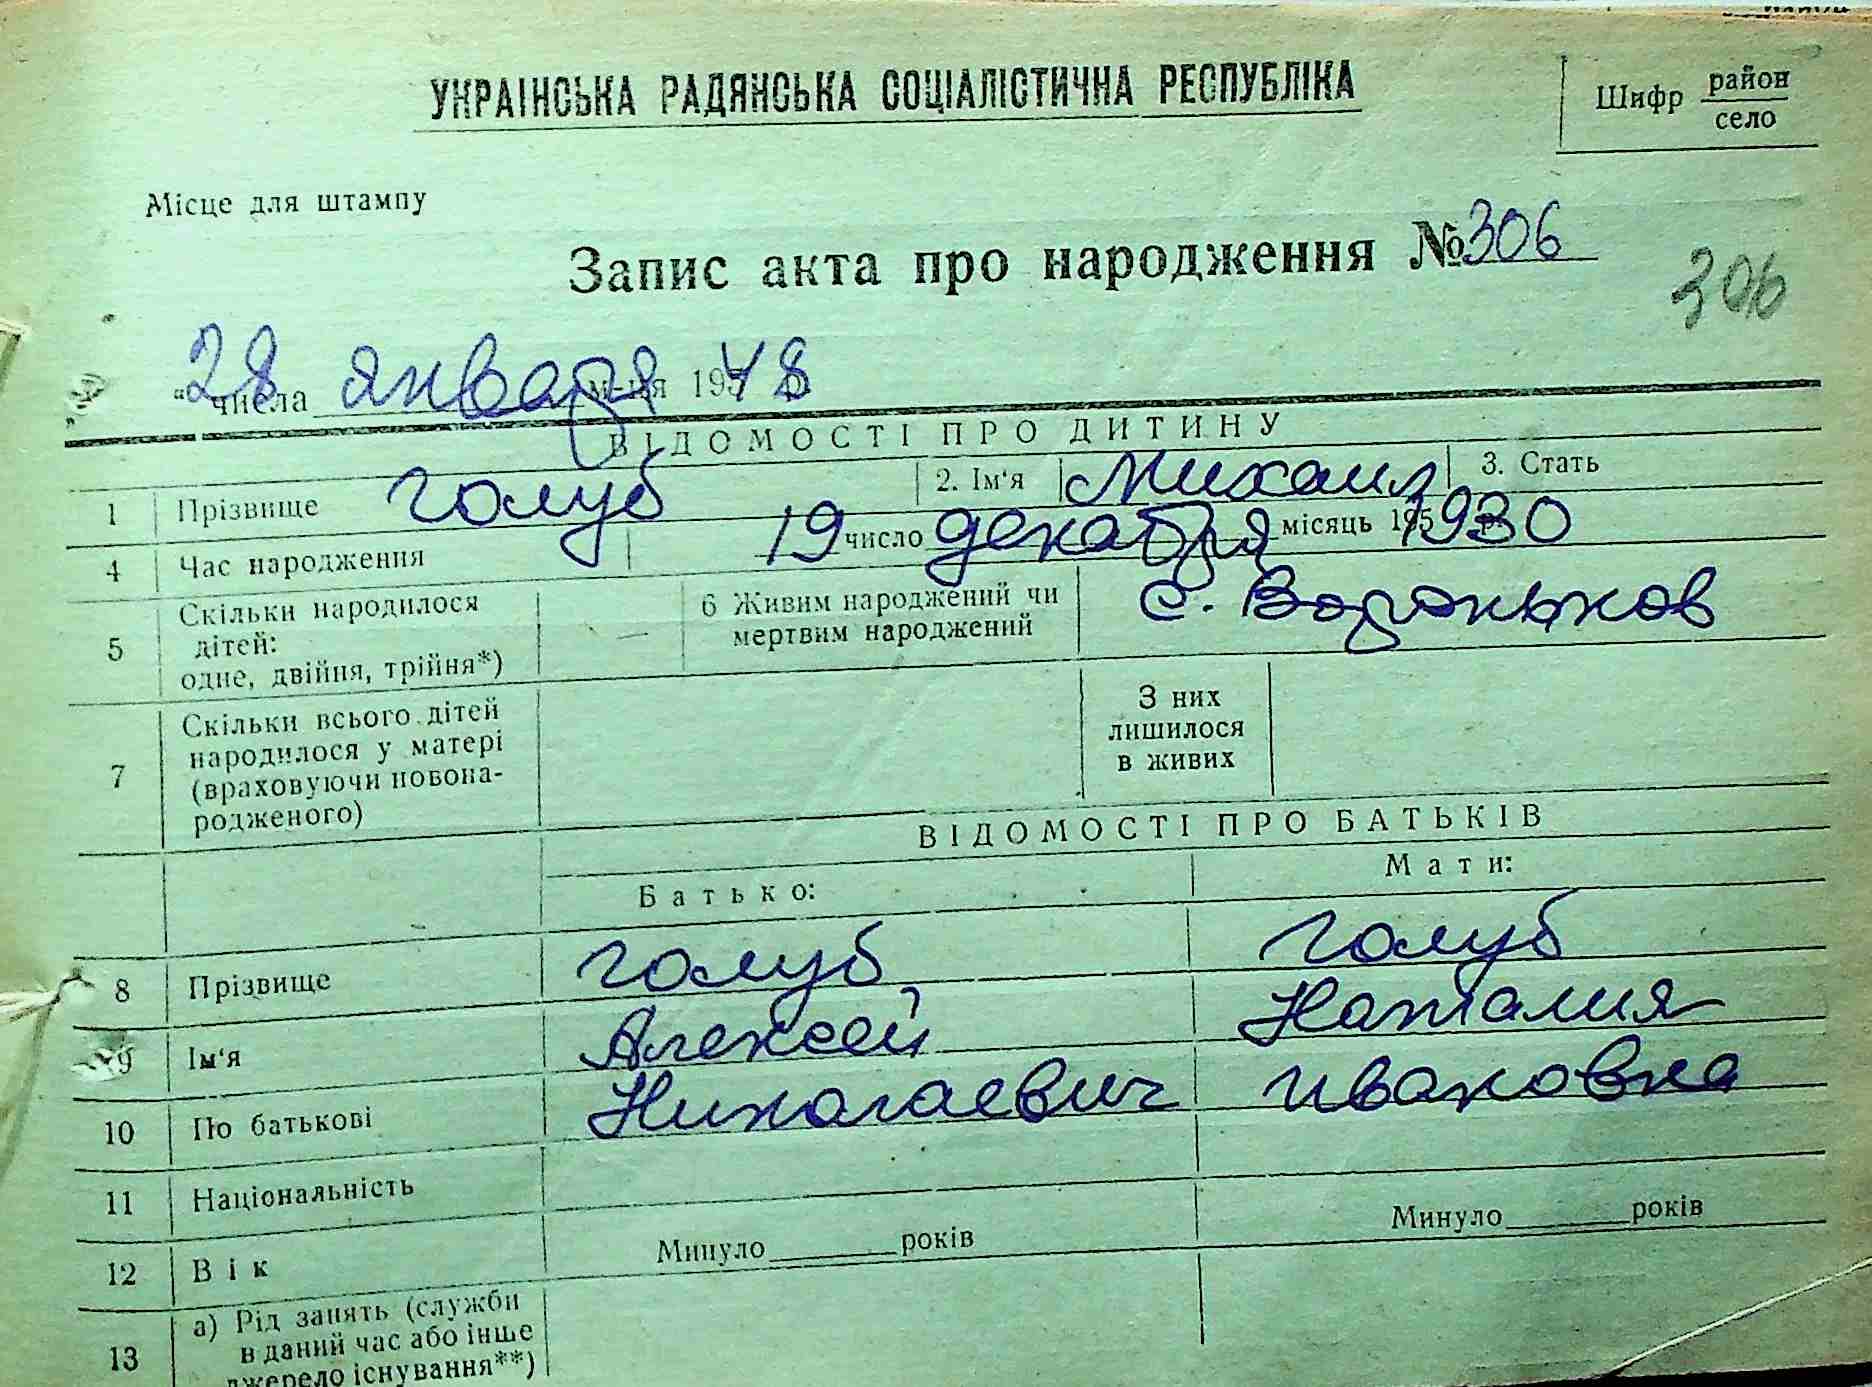 УКРАЇНСЬКА РАДЯНСЬКА СОЦІАЛІСТИЧНА РЕСПУБЛІКА
Шифр район
село
Місце для штампу
Запис акта про народження №306
306
"28 числа января м-ця 1948
ВІДОМОСТІ ПРО ДИТИНУ
1 Прізвище Голуб 2. Ім'я Михаил 3. Стать
4 Час народження 19 число декабря місяць 195 1930
5 Скільки народилося дітей: одне, двійня, трійня*) — 6 Живим народжений чи мертвим народжений с. Вороньков
7 Скільки всього дітей народилося у матері (враховуючи новонародженого) З них лишилося в живих
ВІДОМОСТІ ПРО БАТЬКІВ
Батько: Мати:
8 Прізвище Голуб Голуб
9 Ім'я Алексей Наталия
10 По батькові Николаевич Ивановна
11 Національність
12 Вік Минуло ______ років Минуло ______ років
13 а) Рід занять (служби в даний час або інше джерело існування**)